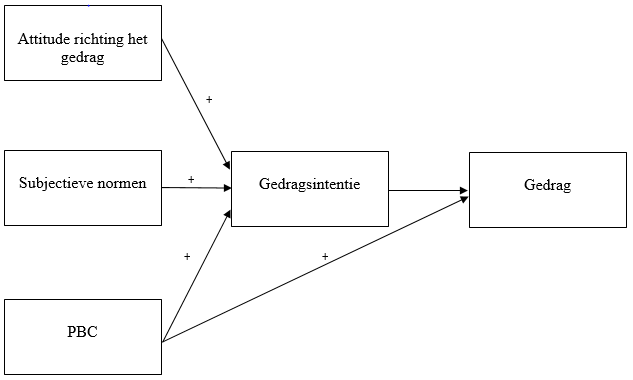 Attitude richting het
gedrag
+
Subjectieve normen
+
Gedragsintentie
Gedrag
+
+
PBC